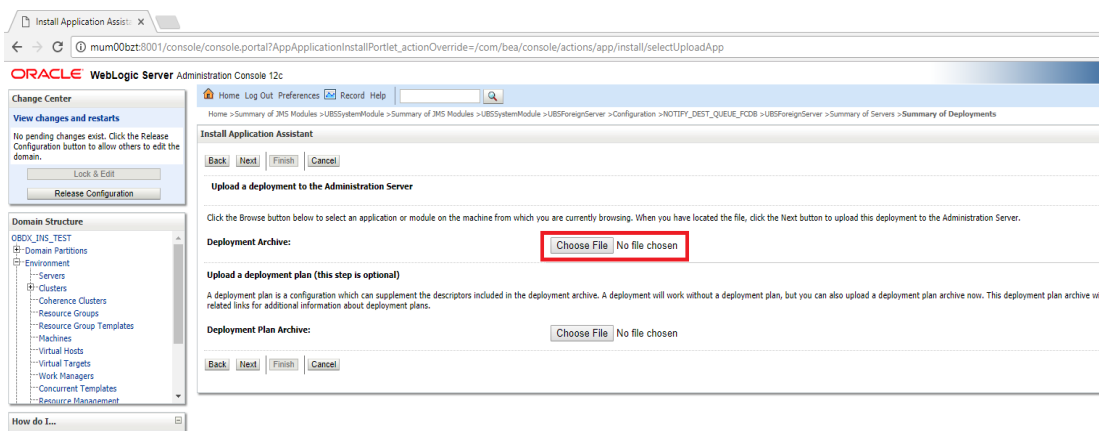 Install Application Assista
mum00bzt:8001/console/console.portal?AppApplicationInstallPortlet_actionOverride=/com/bea/console/actions/app/install/selectUploadApp
ORACLE WebLogic Server Administration Console 12c
Change Center
View changes and restarts
No pending changes exist. Click the Release
Configuration button to allow others to edit the
domain.
Lock & Edit
Release Configuration
Domain Structure
OBDX_INS_TEST
Domain Partitions
Environment
Servers
Clusters
Coherence Clusters
Resource Groups
Resource Group Templates
Machines
Virtual Hosts
Virtual Targets
Work Managers
Concurrent Templates
Resource Management
How do I...
Home Log Out Preferences Record Help
Home >Summary of JMS Modules >UBSSystemModule >Summary of JMS Modules >UBSSystemModule >UBSForeignServer >Configuration >NOTIFY_DEST_QUEUE_FCDB >UBSForeignServer >Summary of Servers >Summary of Deployments
Install Application Assistant
Back Next Finish Cancel
Upload a deployment to the Administration Server
Click the Browse button below to select an application or module on the machine from which you are currently browsing. When you have located the file, click the Next button to upload this deployment to the Administration Server.
Deployment Archive: Choose File No file chosen
Upload a deployment plan (this step is optional)
A deployment plan is a configuration which can supplement the descriptors included in the deployment archive. A deployment will work without a deployment plan, but you can also upload a deployment plan archive now. This deployment plan archive wi
related links for additional information about deployment plans.
Deployment Plan Archive: Choose File No file chosen
Back Next Finish Cancel